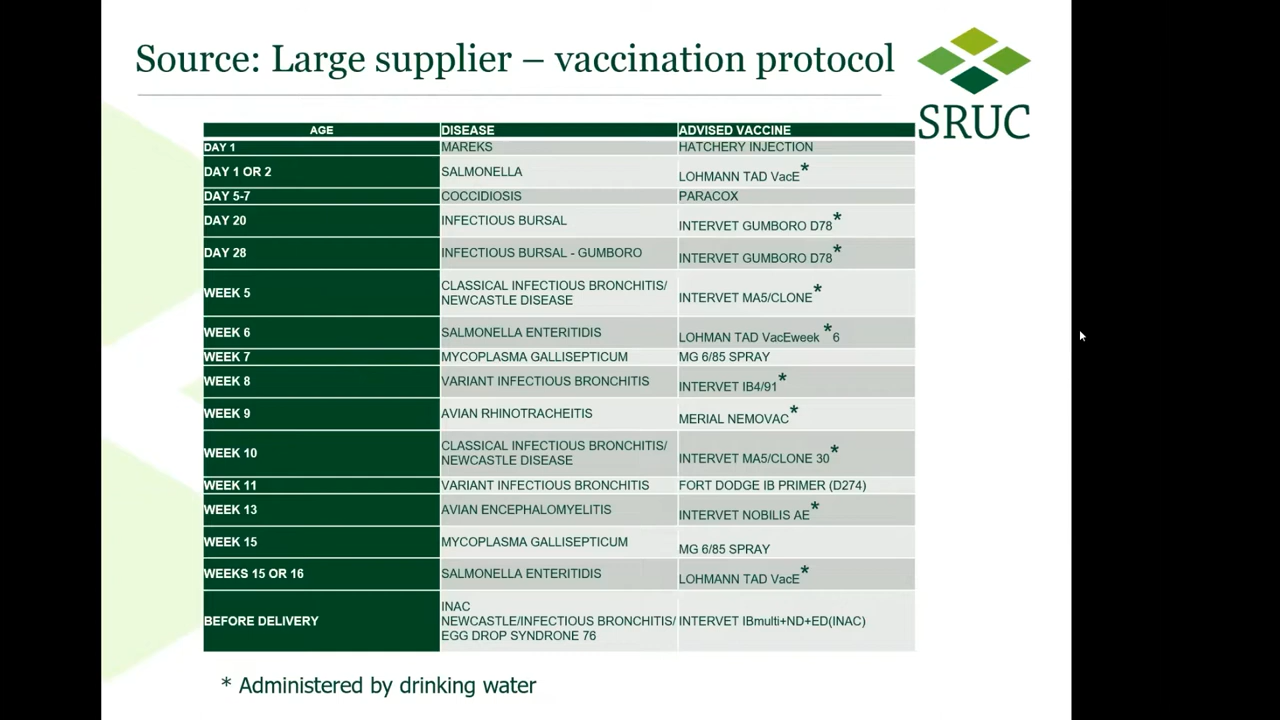 Source: Large supplier – vaccination protocol
SRUC
AGE DISEASE ADVISED VACCINE
DAY 1 MAREKS HATCHERY INJECTION
DAY 1 OR 2 SALMONELLA LOHMANN TAD VacE*
DAY 5-7 COCCIDIOSIS PARACOX
DAY 20 INFECTIOUS BURSAL INTERVET GUMBORO D78*
DAY 28 INFECTIOUS BURSAL - GUMBORO INTERVET GUMBORO D78*
WEEK 5 CLASSICAL INFECTIOUS BRONCHITIS/
NEWCASTLE DISEASE INTERVET MA5/CLONE*
WEEK 6 SALMONELLA ENTERITIDIS LOHMAN TAD VacEweek *6
WEEK 7 MYCOPLASMA GALLISEPTICUM MG 6/85 SPRAY
WEEK 8 VARIANT INFECTIOUS BRONCHITIS INTERVET IB4/91*
WEEK 9 AVIAN RHINOTRACHEITIS MERIAL NEMOVAC*
WEEK 10 CLASSICAL INFECTIOUS BRONCHITIS/
NEWCASTLE DISEASE INTERVET MA5/CLONE 30*
WEEK 11 VARIANT INFECTIOUS BRONCHITIS FORT DODGE IB PRIMER (D274)
WEEK 13 AVIAN ENCEPHALOMYELITIS INTERVET NOBILIS AE*
WEEK 15 MYCOPLASMA GALLISEPTICUM MG 6/85 SPRAY
WEEKS 15 OR 16 SALMONELLA ENTERITIDIS LOHMANN TAD VacE*
BEFORE DELIVERY INAC
NEWCASTLE/INFECTIOUS BRONCHITIS/ INTERVET IBmulti+ND+ED(INAC)
EGG DROP SYNDROME 76
* Administered by drinking water